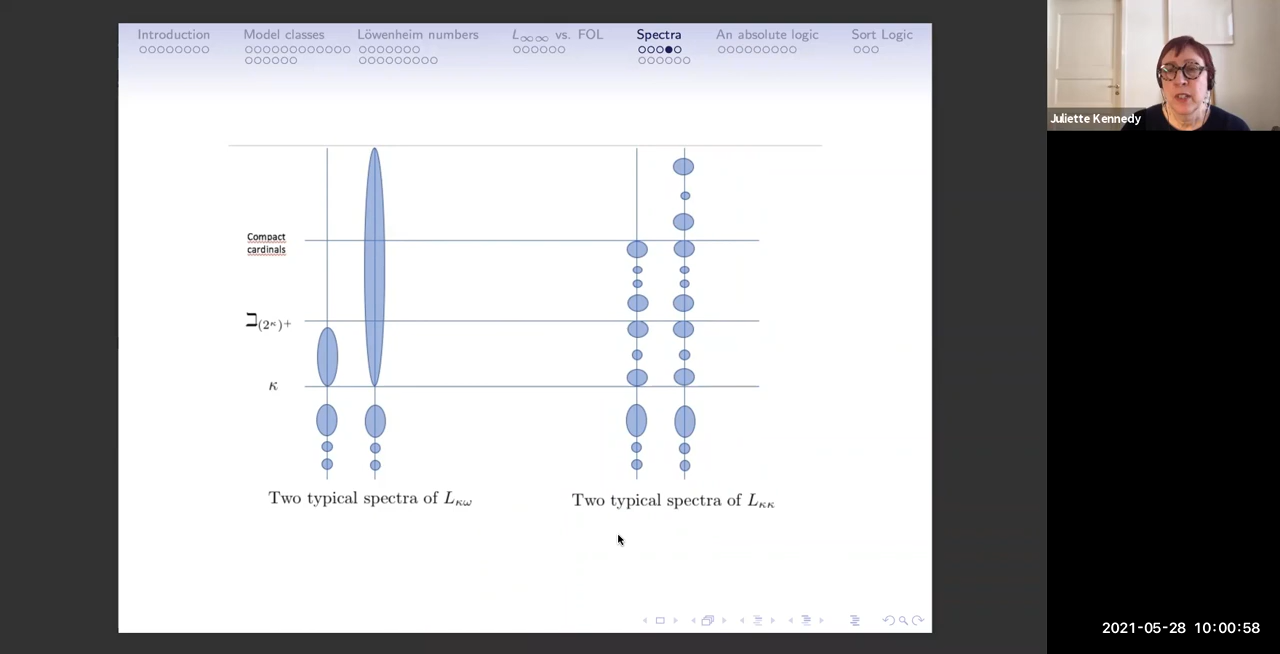 Introduction Model classes Löwenheim numbers L∞∞ vs. FOL Spectra An absolute logic Sort Logic
Juliette Kennedy
Compact
cardinals
ℶ(2^κ)+
κ
Two typical spectra of Lκω
Two typical spectra of Lκκ
2021-05-28 10:00:58